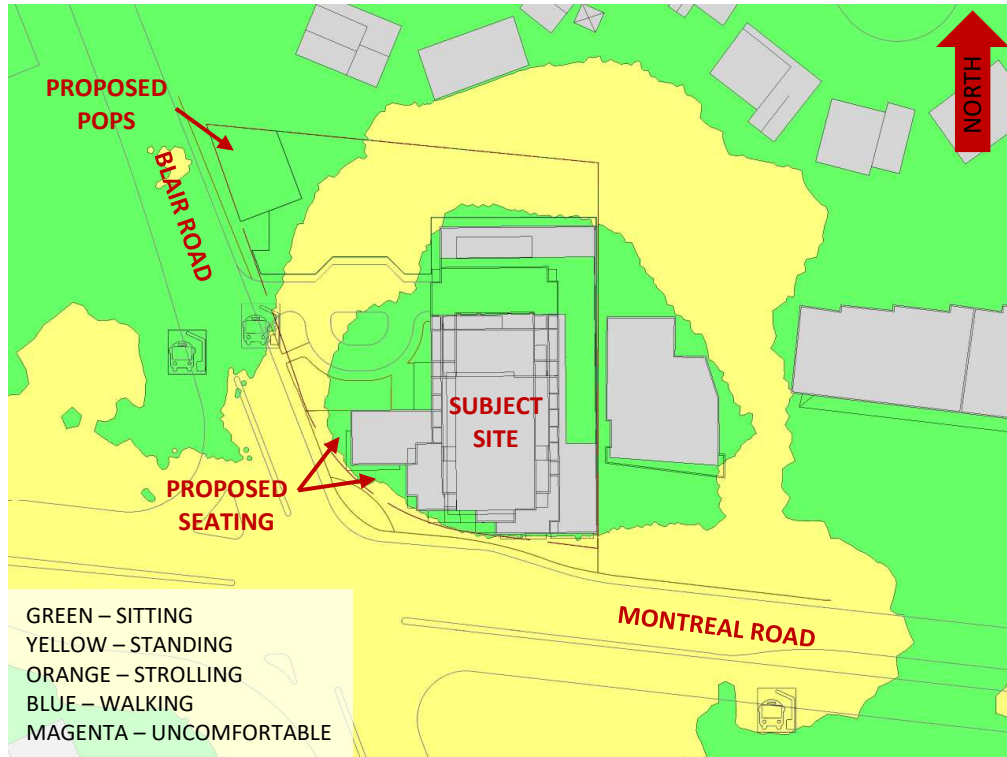 PROPOSED
POPS
BLAIR ROAD
NORTH
SUBJECT
SITE
PROPOSED
SEATING
MONTREAL ROAD
GREEN – SITTING
YELLOW – STANDING
ORANGE – STROLLING
BLUE – WALKING
MAGENTA – UNCOMFORTABLE